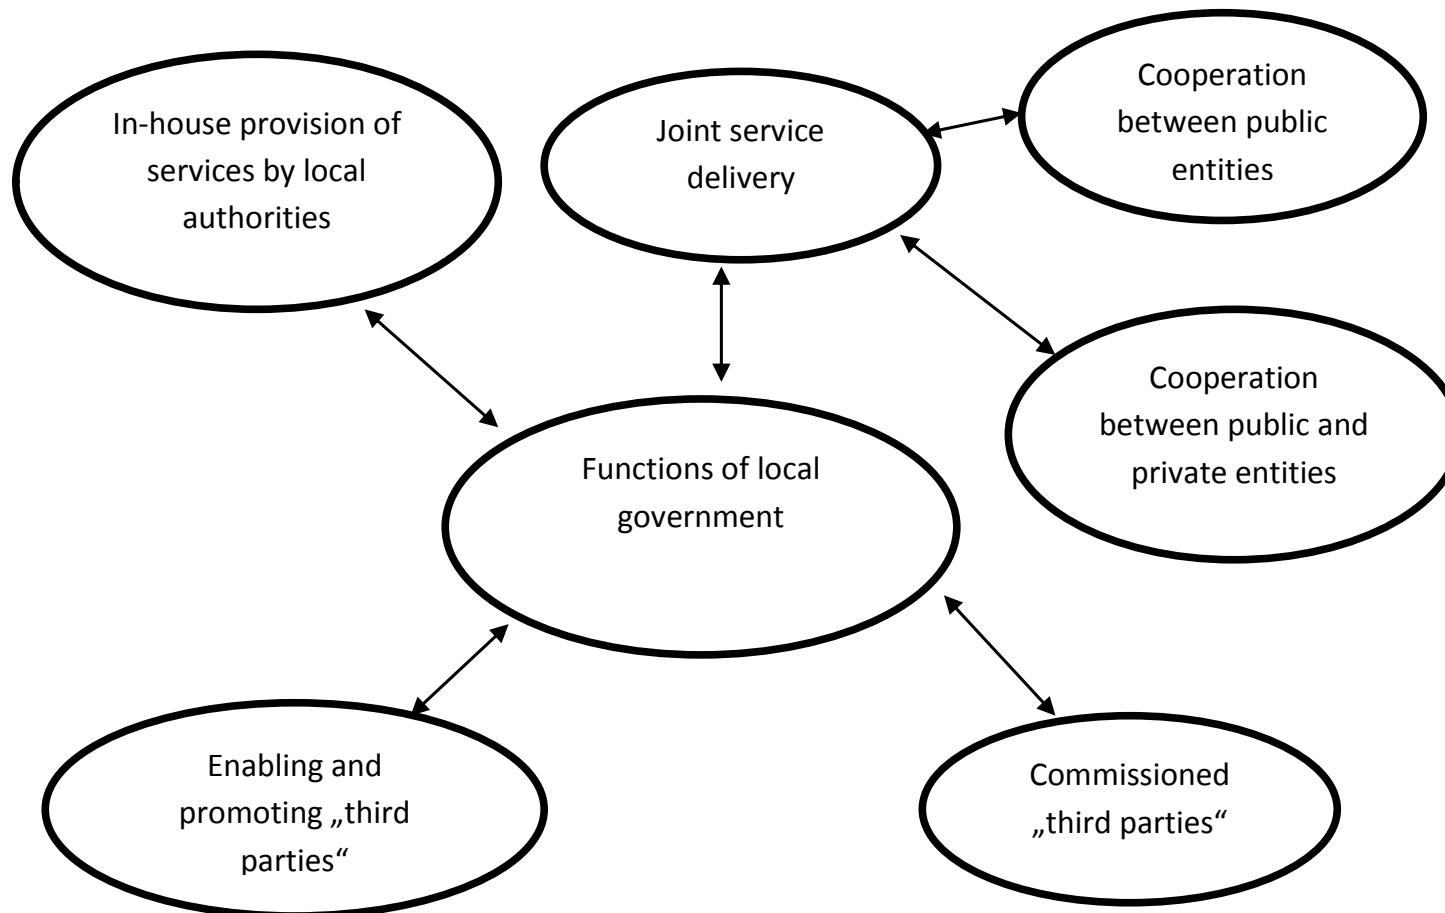 In-house provision of
services by local
authorities
Joint service
delivery
Cooperation
between public
entities
Cooperation
between public and
private entities
Functions of local
government
Enabling and
promoting „third
parties“
Commissioned
„third parties“